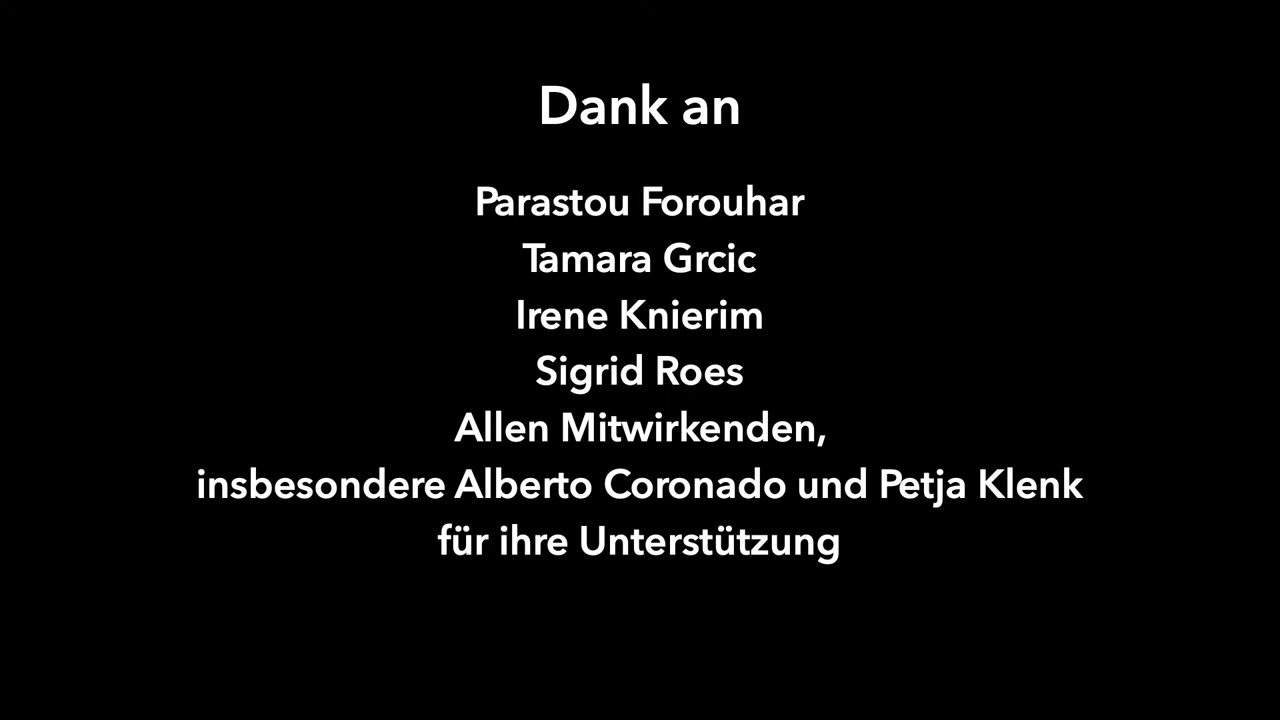 Dank an
Parastou Forouhar
Tamara Grcic
Irene Knierim
Sigrid Roes
Allen Mitwirkenden,
insbesondere Alberto Coronado und Petja Klenk
für ihre Unterstützung